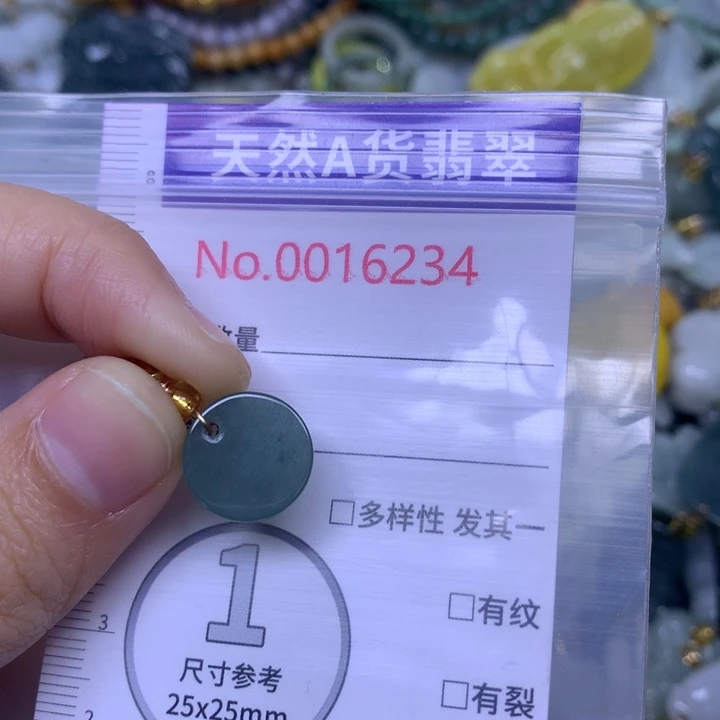 天然A货翡翠
No.0016234
量
□多样性 发其一
□有纹
□有裂
1
尺寸参考
25x25mm
3
2